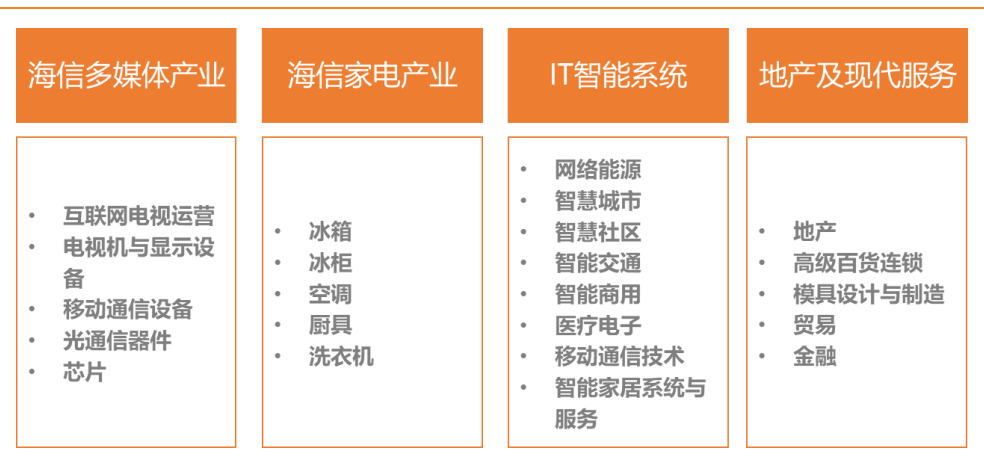 海信多媒体产业
• 互联网电视运营
• 电视机与显示设
备
• 移动通信设备
• 光通信器件
• 芯片
海信家电产业
• 冰箱
• 冰柜
• 空调
• 厨具
• 洗衣机
IT智能系统
• 网络能源
• 智慧城市
• 智慧社区
• 智能交通
• 智能商用
• 医疗电子
• 移动通信技术
• 智能家居系统与
服务
地产及现代服务
• 地产
• 高级百货连锁
• 模具设计与制造
• 贸易
• 金融